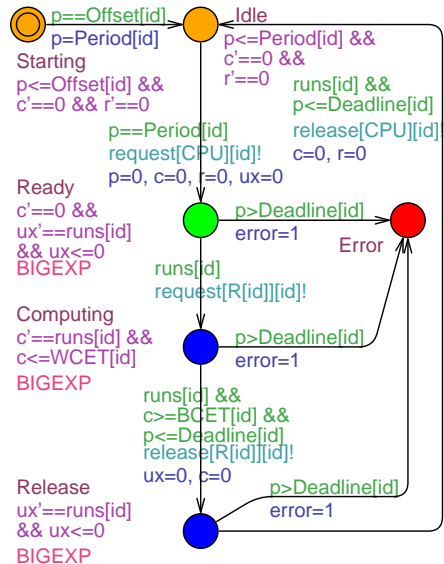 p==Offset[id]
p=Period[id]
Idle
p<=Period[id] &&
c'==0
&&
r'==0
Starting
p<=Offset[id] &&
c'==0 && r'==0
runs[id] &&
p<=Deadline[id]
release[CPU][id]!
c=0, r=0
p==Period[id]
request[CPU][id]!
p=0, c=0, r=0, ux=0
Ready
c'==0 &&
ux'==runs[id]
&& ux<=0
BIGEXP
p>Deadline[id]
error=1
Error
runs[id]
request[R[id]][id]!
Computing
c'==runs[id] &&
c<=WCET[id]
BIGEXP
p>Deadline[id]
error=1
runs[id] &&
c>=BCET[id] &&
p<=Deadline[id]
release[R[id]][id]!
ux=0, c=0
Release
ux'==runs[id]
&& ux<=0
BIGEXP
p>Deadline[id]
error=1